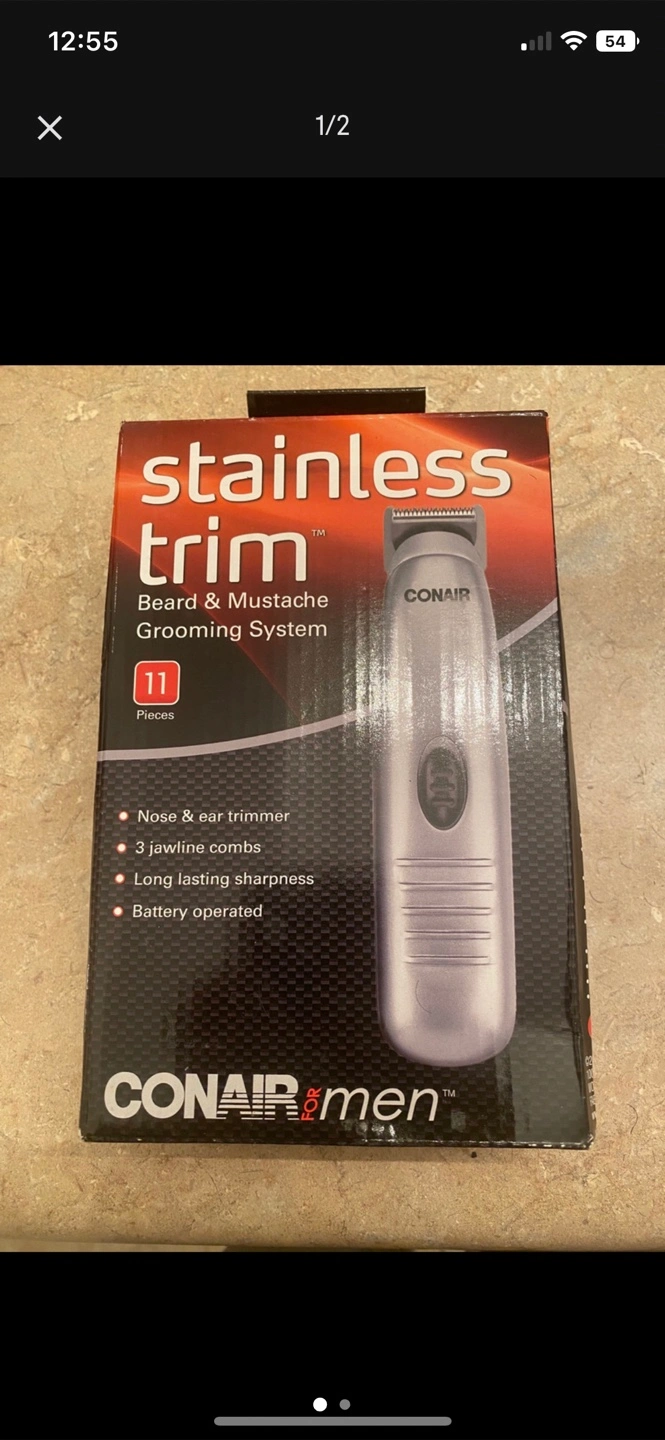 12:55
54
1/2
stainless
trim™
Beard & Mustache
Grooming System
11
Pieces
CONAIR
Nose & ear trimmer
3 jawline combs
Long lasting sharpness
Battery operated
CONAIR FOR men™